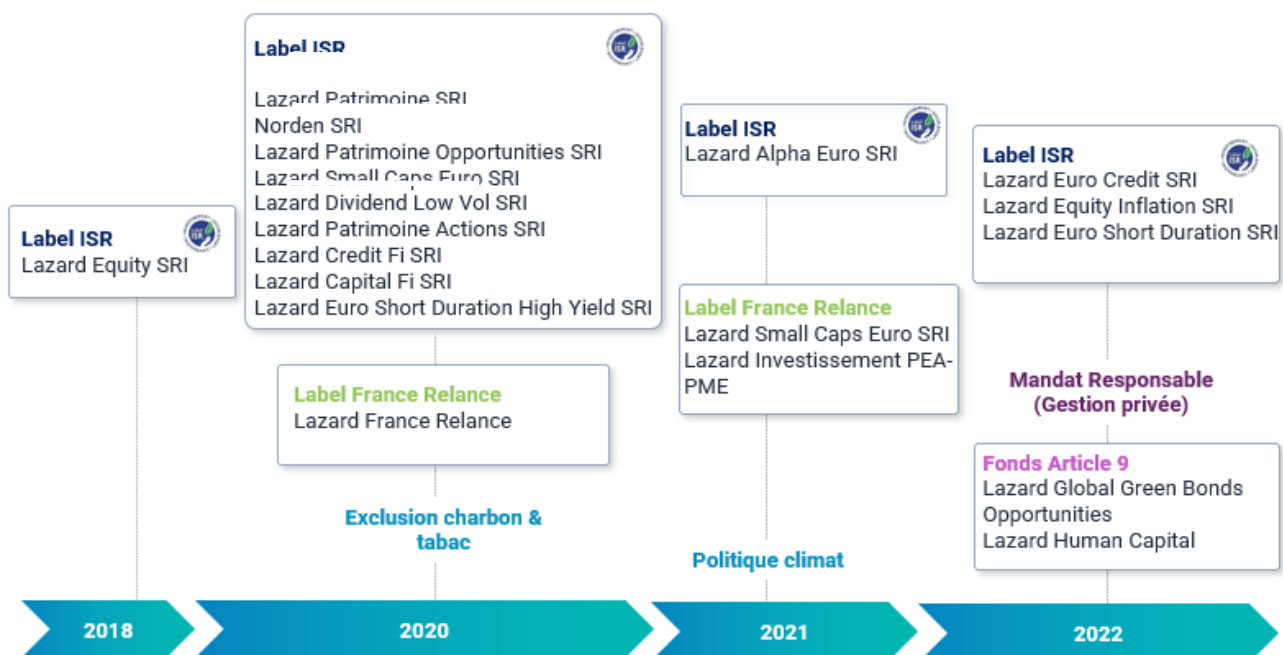 Label ISR
Lazard Equity SRI
2018
Label ISR
Lazard Patrimoine SRI
Norden SRI
Lazard Patrimoine Opportunities SRI
Lazard Small Caps Euro SRI
Lazard Dividend Low Vol SRI
Lazard Patrimoine Actions SRI
Lazard Credit Fi SRI
Lazard Capital Fi SRI
Lazard Euro Short Duration High Yield SRI
Label France Relance
Lazard France Relance
Exclusion charbon &
tabac
2020
Label ISR
Lazard Alpha Euro SRI
Label France Relance
Lazard Small Caps Euro SRI
Lazard Investissement PEA-
PME
Politique climat
2021
Label ISR
Lazard Euro Credit SRI
Lazard Equity Inflation SRI
Lazard Euro Short Duration SRI
Mandat Responsable
(Gestion privée)
Fonds Article 9
Lazard Global Green Bonds
Opportunities
Lazard Human Capital
2022